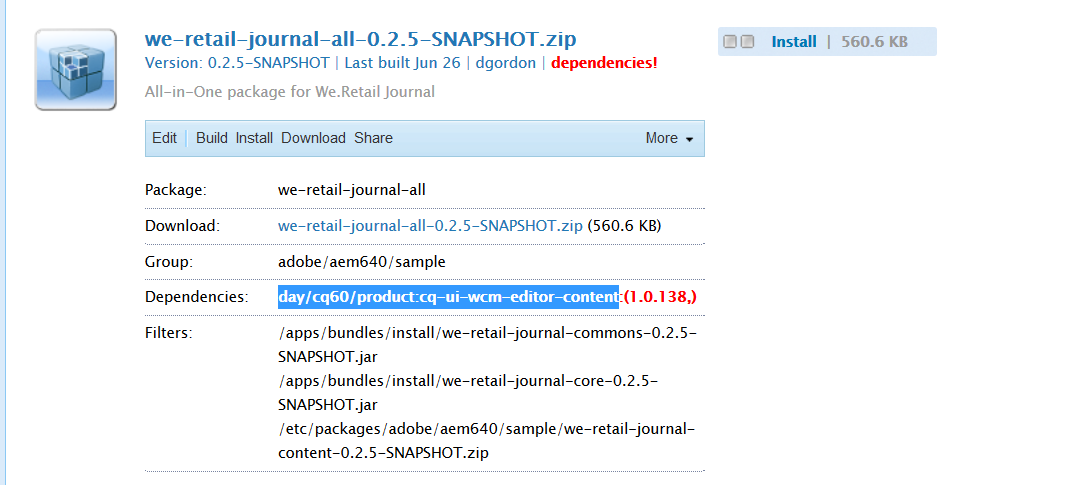 we-retail-journal-all-0.2.5-SNAPSHOT.zip
Install | 560.6 KB
Version: 0.2.5-SNAPSHOT | Last built Jun 26 | dgordon | dependencies!
All-in-One package for We.Retail Journal
Edit | Build Install Download Share More
Package: we-retail-journal-all
Download: we-retail-journal-all-0.2.5-SNAPSHOT.zip (560.6 KB)
Group: adobe/aem640/sample
Dependencies: day/cq60/product:cq-ui-wcm-editor-content:(1.0.138,)
Filters: /apps/bundles/install/we-retail-journal-commons-0.2.5-
SNAPSHOT.jar
/apps/bundles/install/we-retail-journal-core-0.2.5-
SNAPSHOT.jar
/etc/packages/adobe/aem640/sample/we-retail-journal-
content-0.2.5-SNAPSHOT.zip